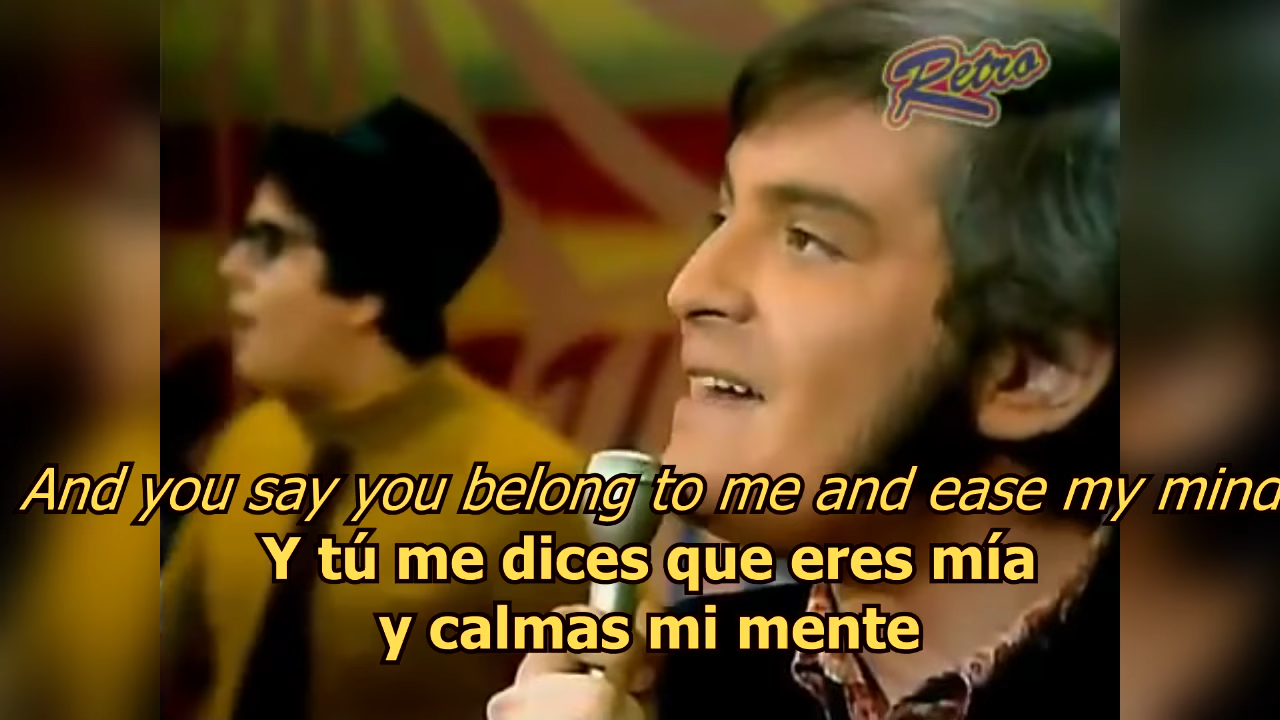 Retro
And you say you belong to me and ease my mind
Y tú me dices que eres mía
y calmas mi mente